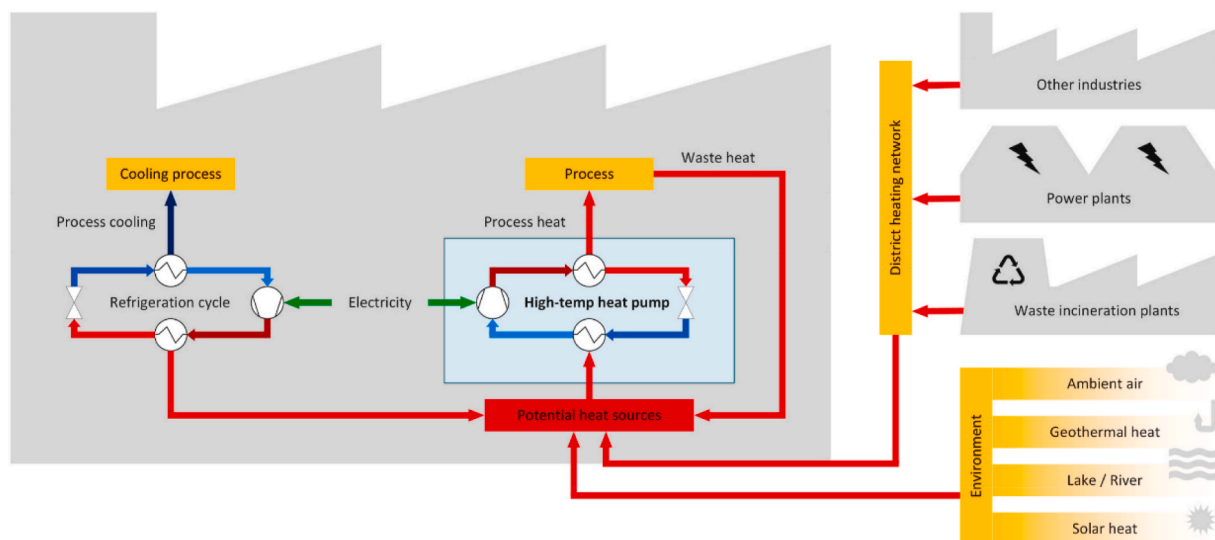 Cooling process
Process cooling
Refrigeration cycle
Electricity
Process
Waste heat
Process heat
High-temp heat pump
Potential heat sources
District heating network
Other industries
Power plants
Waste incineration plants
Environment
Ambient air
Geothermal heat
Lake / River
Solar heat